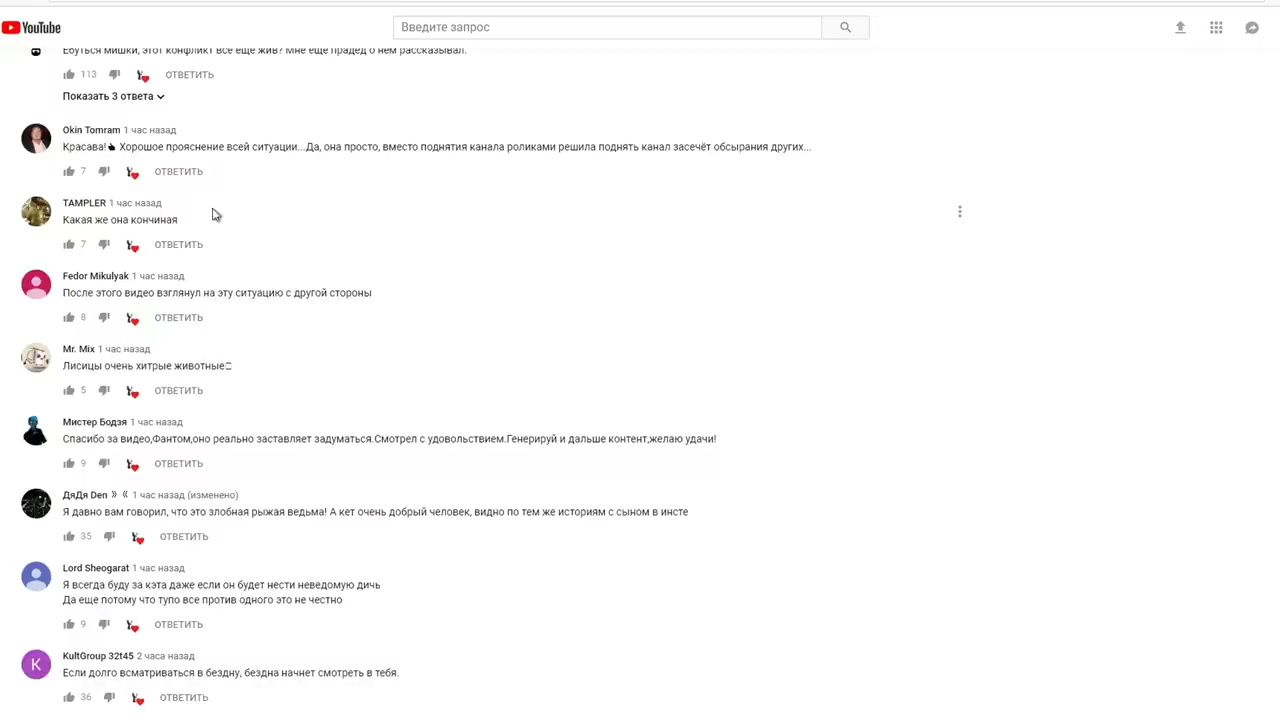 YouTube
Введите запрос
Ебуться мишки, этот конфликт все еще жив? Мне еще прадед о нем рассказывал.
113 ОТВЕТИТЬ
Показать 3 ответа
Okin Tomram 1 час назад
Красава! Хорошое прояснение всей ситуации...Да, она просто, вместо поднятия канала роликами решила поднять канал засечёт обсырания других...
7 ОТВЕТИТЬ
TAMPLER 1 час назад
Какая же она кончиная
7 ОТВЕТИТЬ
Fedor Mikulyak 1 час назад
После этого видео взглянул на эту ситуацию с другой стороны
8 ОТВЕТИТЬ
Mr. Mix 1 час назад
Лисицы очень хитрые животные
5 ОТВЕТИТЬ
Мистер Бодзя 1 час назад
Спасибо за видео,Фантом,оно реально заставляет задуматься.Смотрел с удовольствием.Генерируй и дальше контент,желаю удачи!
9 ОТВЕТИТЬ
ДяДя Den 》 《 1 час назад (изменено)
Я давно вам говорил, что это злобная рыжая ведьма! А кет очень добрый человек, видно по тем же историям с сыном в инсте
35 ОТВЕТИТЬ
Lord Sheogarat 1 час назад
Я всегда буду за кэта даже если он будет нести неведомую дичь
Да еще потому что тупо все против одного это не честно
9 ОТВЕТИТЬ
K
KultGroup 32t45 2 часа назад
Если долго всматриваться в бездну, бездна начнет смотреть в тебя.
36 ОТВЕТИТЬ